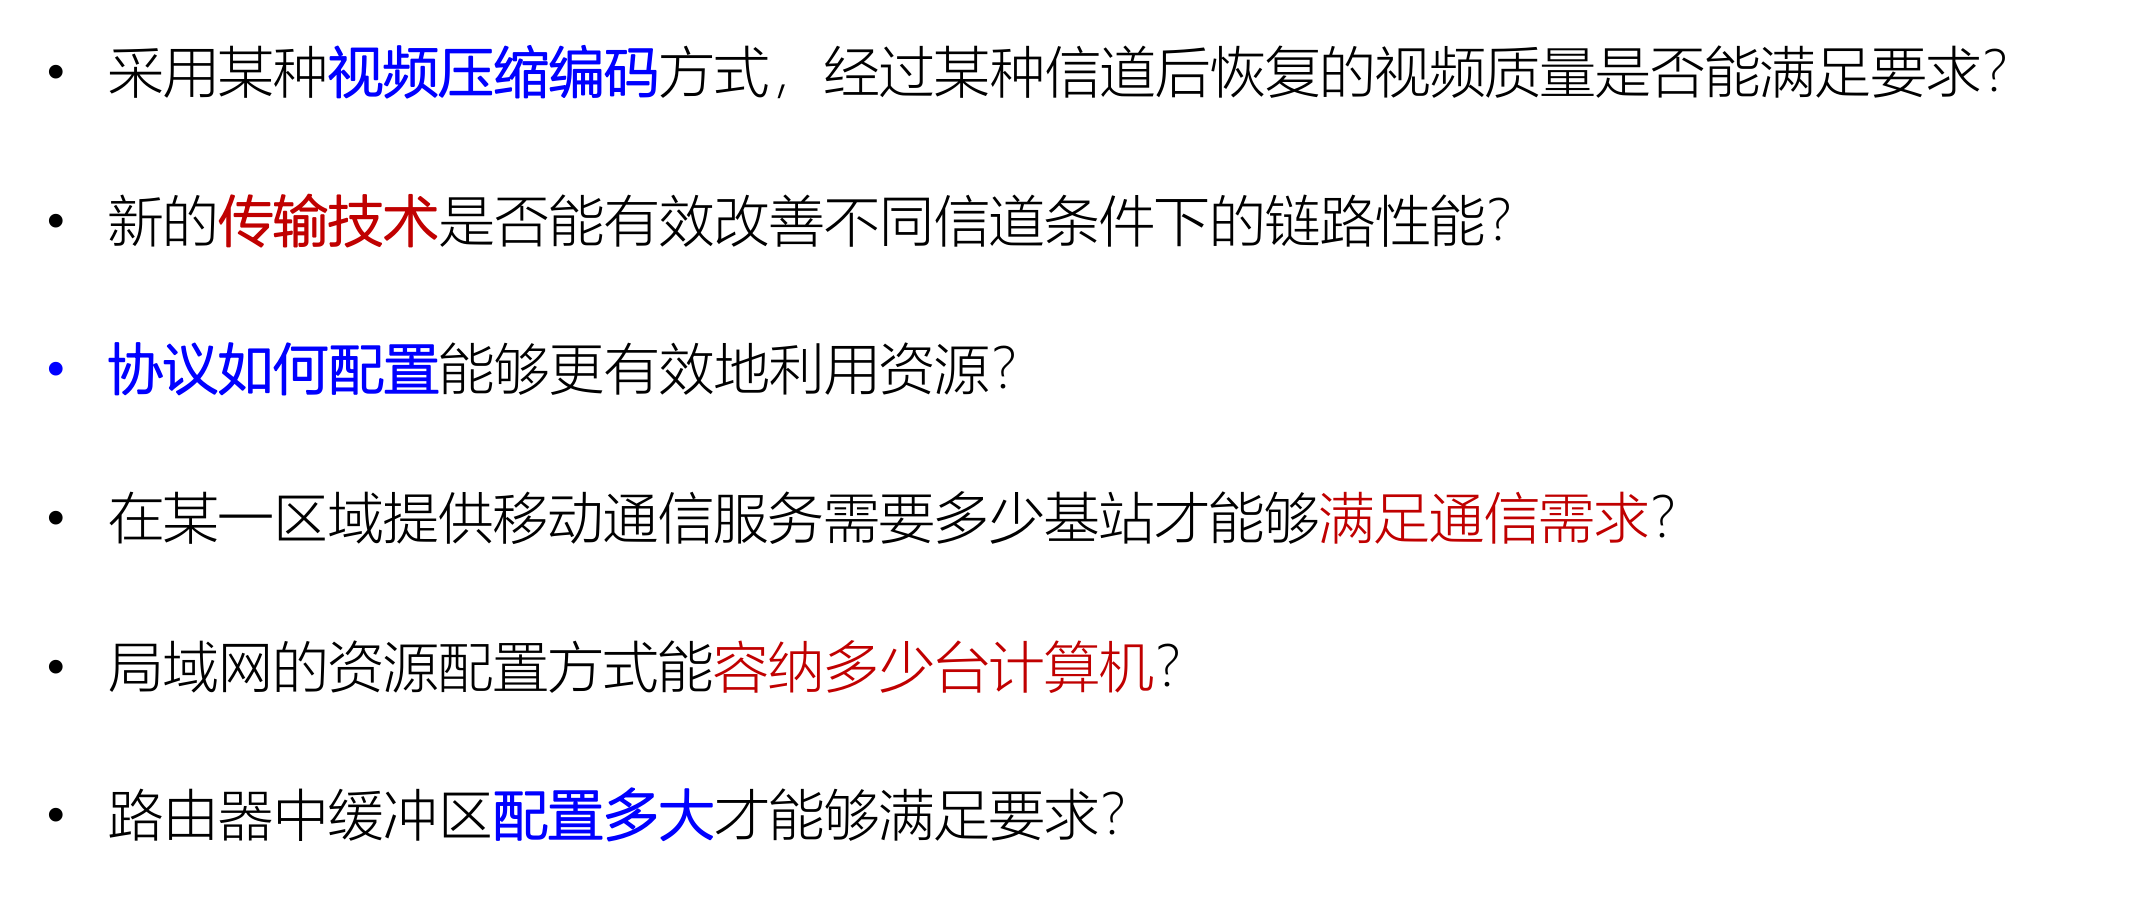 • 采用某种视频压缩编码方式，经过某种信道后恢复的视频质量是否能满足要求？
• 新的传输技术是否能有效改善不同信道条件下的链路性能？
• 协议如何配置能够更有效地利用资源？
• 在某一区域提供移动通信服务需要多少基站才能够满足通信需求？
• 局域网的资源配置方式能容纳多少台计算机？
• 路由器中缓冲区配置多大才能够满足要求？